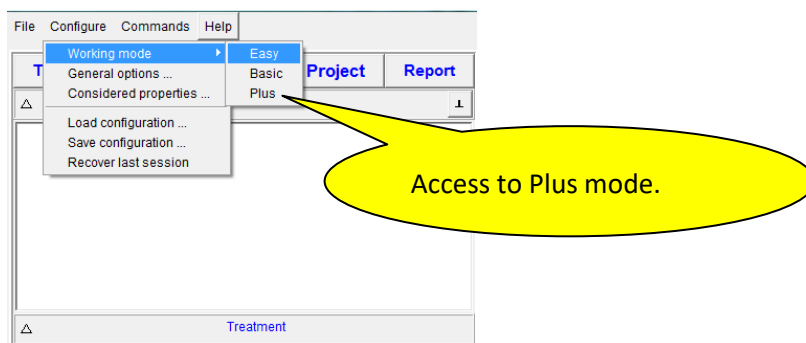 File Configure Commands Help
Working mode Easy
T Project Report
General options ... Basic
Considered properties ... Plus
Load configuration ...
Save configuration ...
Recover last session
Access to Plus mode.
Treatment